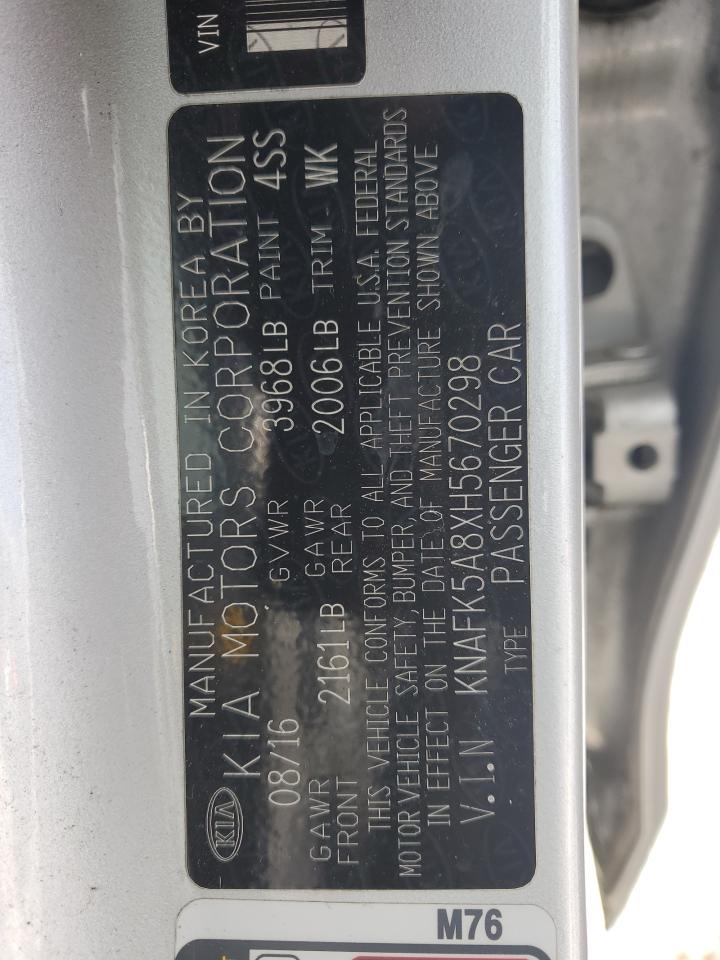 VIN
KIA
MANUFACTURED IN KOREA BY
KIA MOTORS CORPORATION
08/16 GVWR 3968LB PAINT 4SS
GAWR FRONT 2161LB GAWR REAR 2006LB TRIM WK
THIS VEHICLE CONFORMS TO ALL APPLICABLE U.S.A. FEDERAL
MOTOR VEHICLE SAFETY, BUMPER, AND THEFT PREVENTION STANDARDS
IN EFFECT ON THE DATE OF MANUFACTURE SHOWN ABOVE
V.I.N KNAFK5A8XH5670298
TYPE PASSENGER CAR
M76